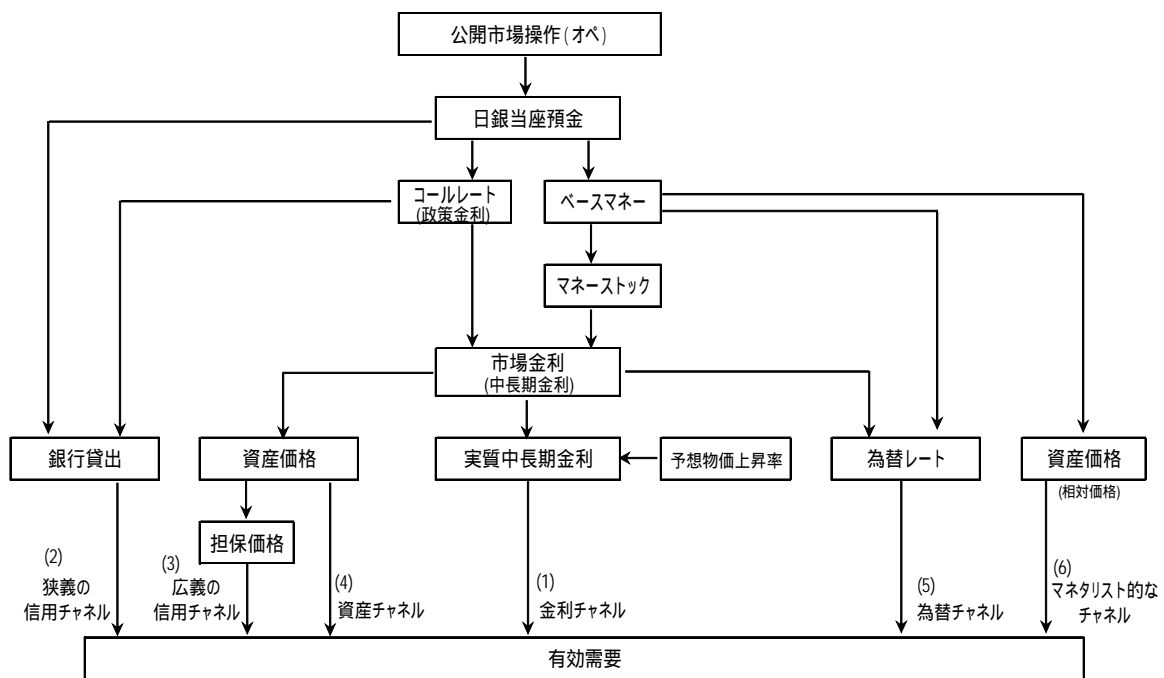 公開市場操作(オペ)
日銀当座預金
コールレート
(政策金利)
ベースマネー
マネーストック
市場金利
(中長期金利)
銀行貸出
資産価格
実質中長期金利
予想物価上昇率
為替レート
資産価格
(相対価格)
担保価格
(2)
狭義の
信用チャネル
(3)
広義の
信用チャネル
(4)
資産チャネル
(1)
金利チャネル
(5)
為替チャネル
(6)
マネタリスト的な
チャネル
有効需要